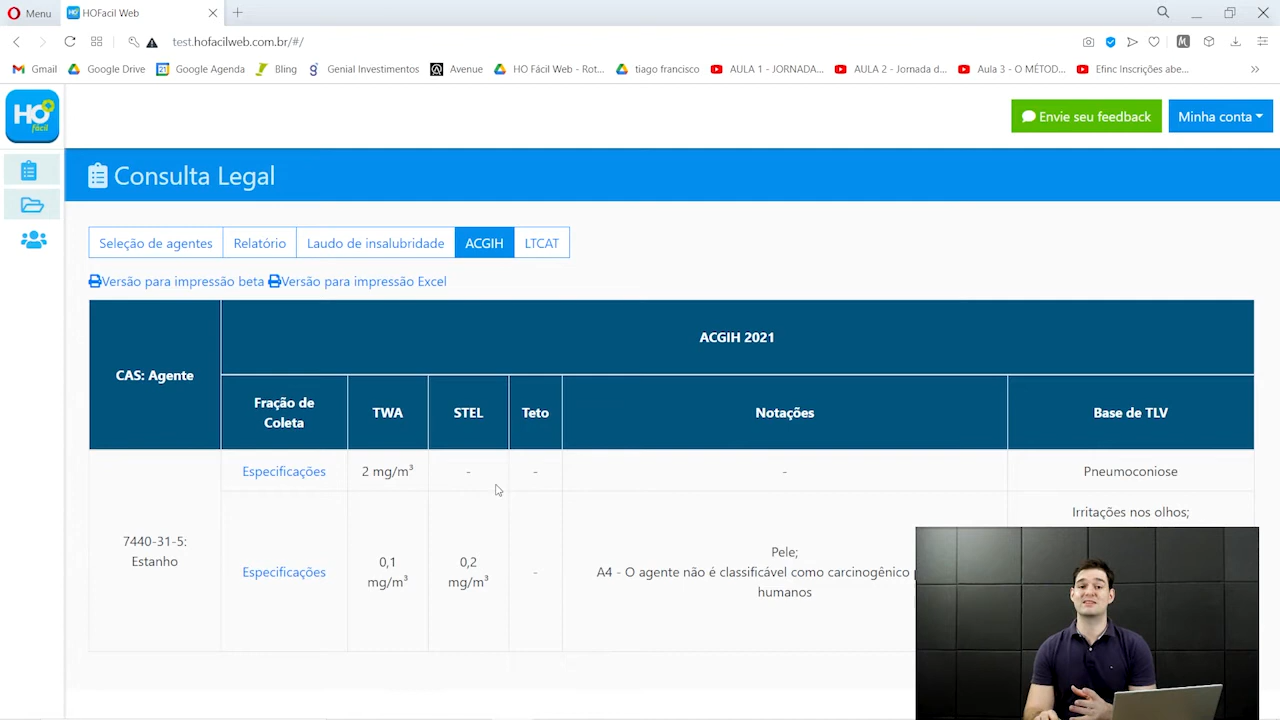 Menu
HOFacil Web
test.hofacilweb.com.br/#/
Gmail
Google Drive
Google Agenda
Bling
Genial Investimentos
Avenue
HO Fácil Web - Rot...
tiago francisco
AULA 1 - JORNADA...
AULA 2 - Jornada d...
Aula 3 - O MÉTOD...
Efinc Inscrições abe...
HO
fácil
Envie seu feedback
Minha conta
Consulta Legal
Seleção de agentes
Relatório
Laudo de insalubridade
ACGIH
LTCAT
Versão para impressão beta
Versão para impressão Excel
CAS: Agente
ACGIH 2021
Fração de
Coleta
TWA
STEL
Teto
Notações
Base de TLV
7440-31-5:
Estanho
Especificações
2 mg/m³
-
-
-
Pneumoconiose
Especificações
0,1
mg/m³
0,2
mg/m³
-
Pele;
A4 - O agente não é classificável como carcinogênico
humanos
Irritações nos olhos;